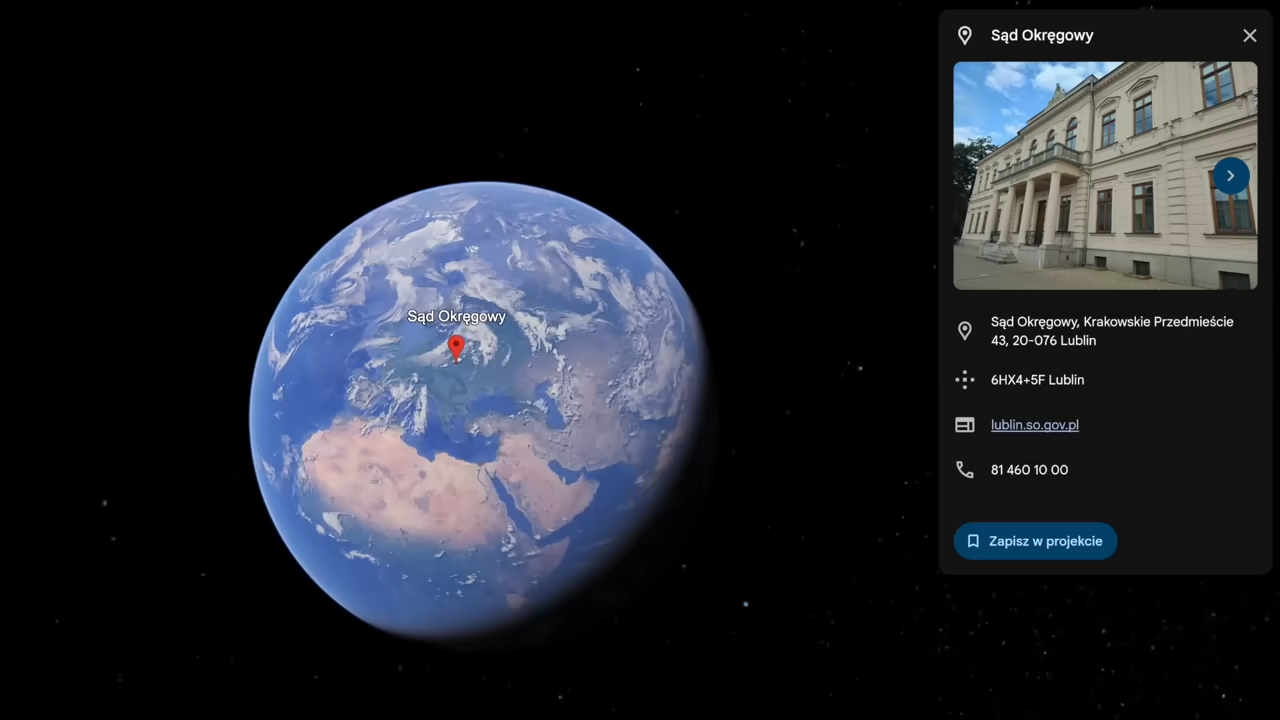 Sąd Okręgowy
Sąd Okręgowy
Sąd Okręgowy, Krakowskie Przedmieście
43, 20-076 Lublin
6HX4+5F Lublin
lublin.so.gov.pl
81 460 10 00
Zapisz w projekcie